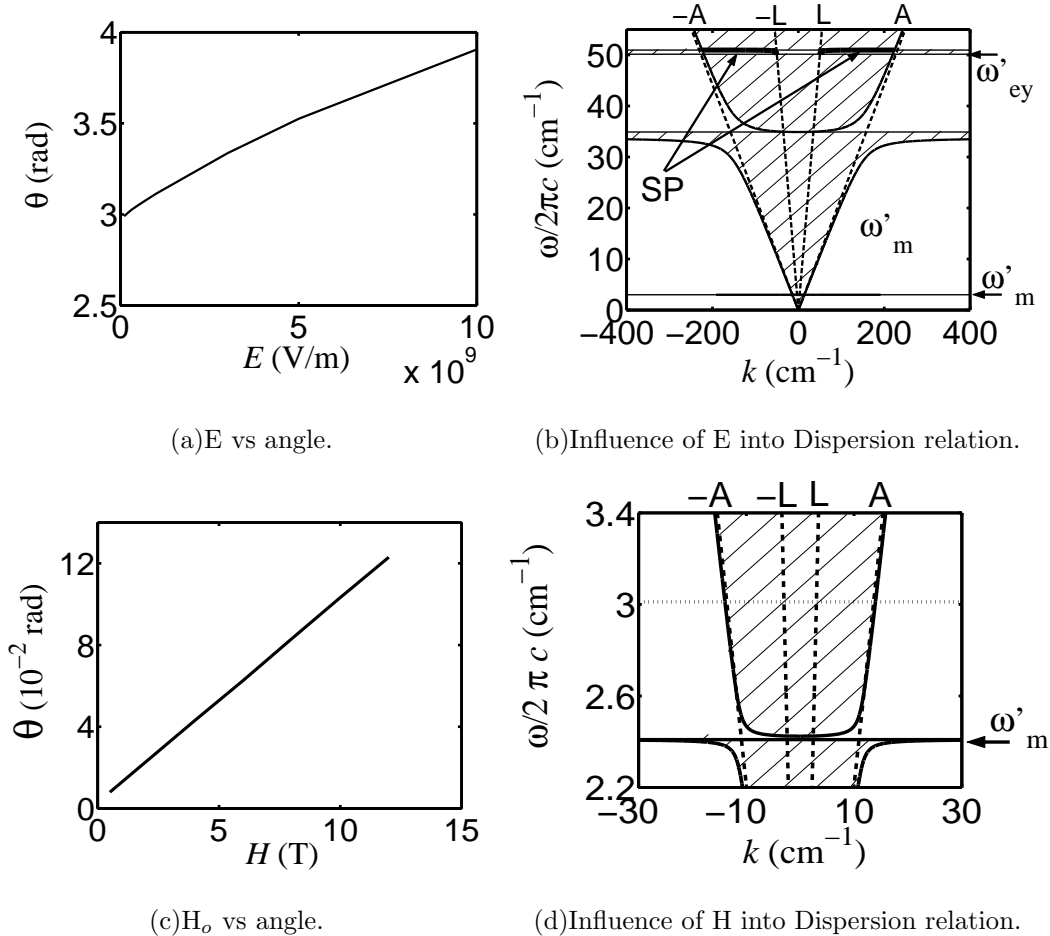 4
3.5
3
2.5
θ (rad)
0
5
10
E (V/m)
x 10⁹
(a)E vs angle.
−A
−L
L
A
50
40
30
20
10
0
ω/2πc (cm⁻¹)
SP
ω'ey
ω'm
ω'm
−400
−200
0
200
400
k (cm⁻¹)
(b)Influence of E into Dispersion relation.
12
8
4
0
θ (10⁻² rad)
0
5
10
15
H (T)
(c)Hₒ vs angle.
−A
−L
L
A
3.4
3
2.6
2.2
ω/2 π c (cm⁻¹)
ω'm
−30
−10
10
30
k (cm⁻¹)
(d)Influence of H into Dispersion relation.